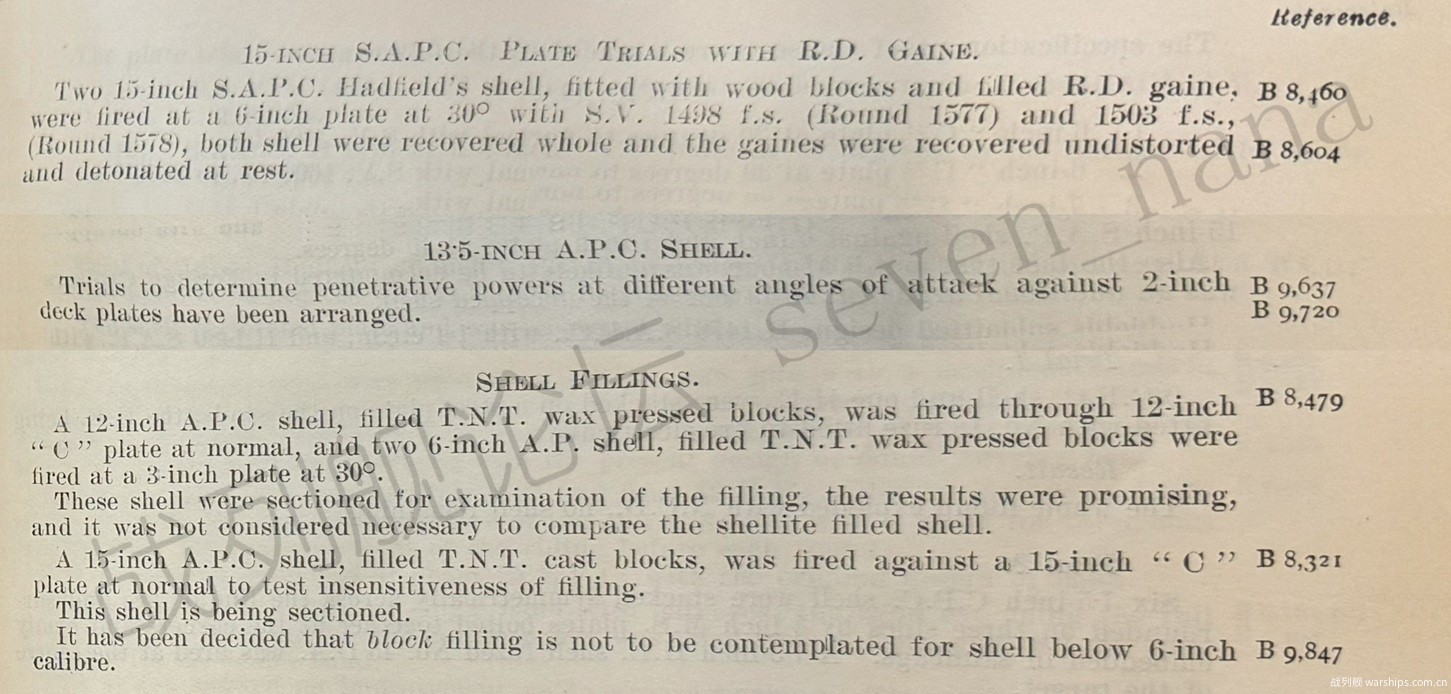 Reference.
15-INCH S.A.P.C. PLATE TRIALS WITH R.D. GAINE.
Two 15-inch S.A.P.C. Hadfield's shell, fitted with wood blocks and filled R.D. gaine, B 8,460
were fired at a 6-inch plate at 30° with S.V. 1498 f.s. (Round 1577) and 1503 f.s.,
(Round 1578), both shell were recovered whole and the gaines were recovered undistorted B 8,604
and detonated at rest.
13·5-INCH A.P.C. SHELL.
Trials to determine penetrative powers at different angles of attack against 2-inch B 9,637
deck plates have been arranged. B 9,720
SHELL FILLINGS.
A 12-inch A.P.C. shell, filled T.N.T. wax pressed blocks, was fired through 12-inch B 8,479
"C" plate at normal, and two 6-inch A.P. shell, filled T.N.T. wax pressed blocks were
fired at a 3-inch plate at 30°.
These shell were sectioned for examination of the filling, the results were promising,
and it was not considered necessary to compare the shellite filled shell.
A 15-inch A.P.C. shell, filled T.N.T. cast blocks, was fired against a 15-inch "C" B 8,321
plate at normal to test insensitiveness of filling.
This shell is being sectioned.
It has been decided that block filling is not to be contemplated for shell below 6-inch B 9,847
calibre.
战列舰论坛 seven_nana
战列舰 warships.com.cn